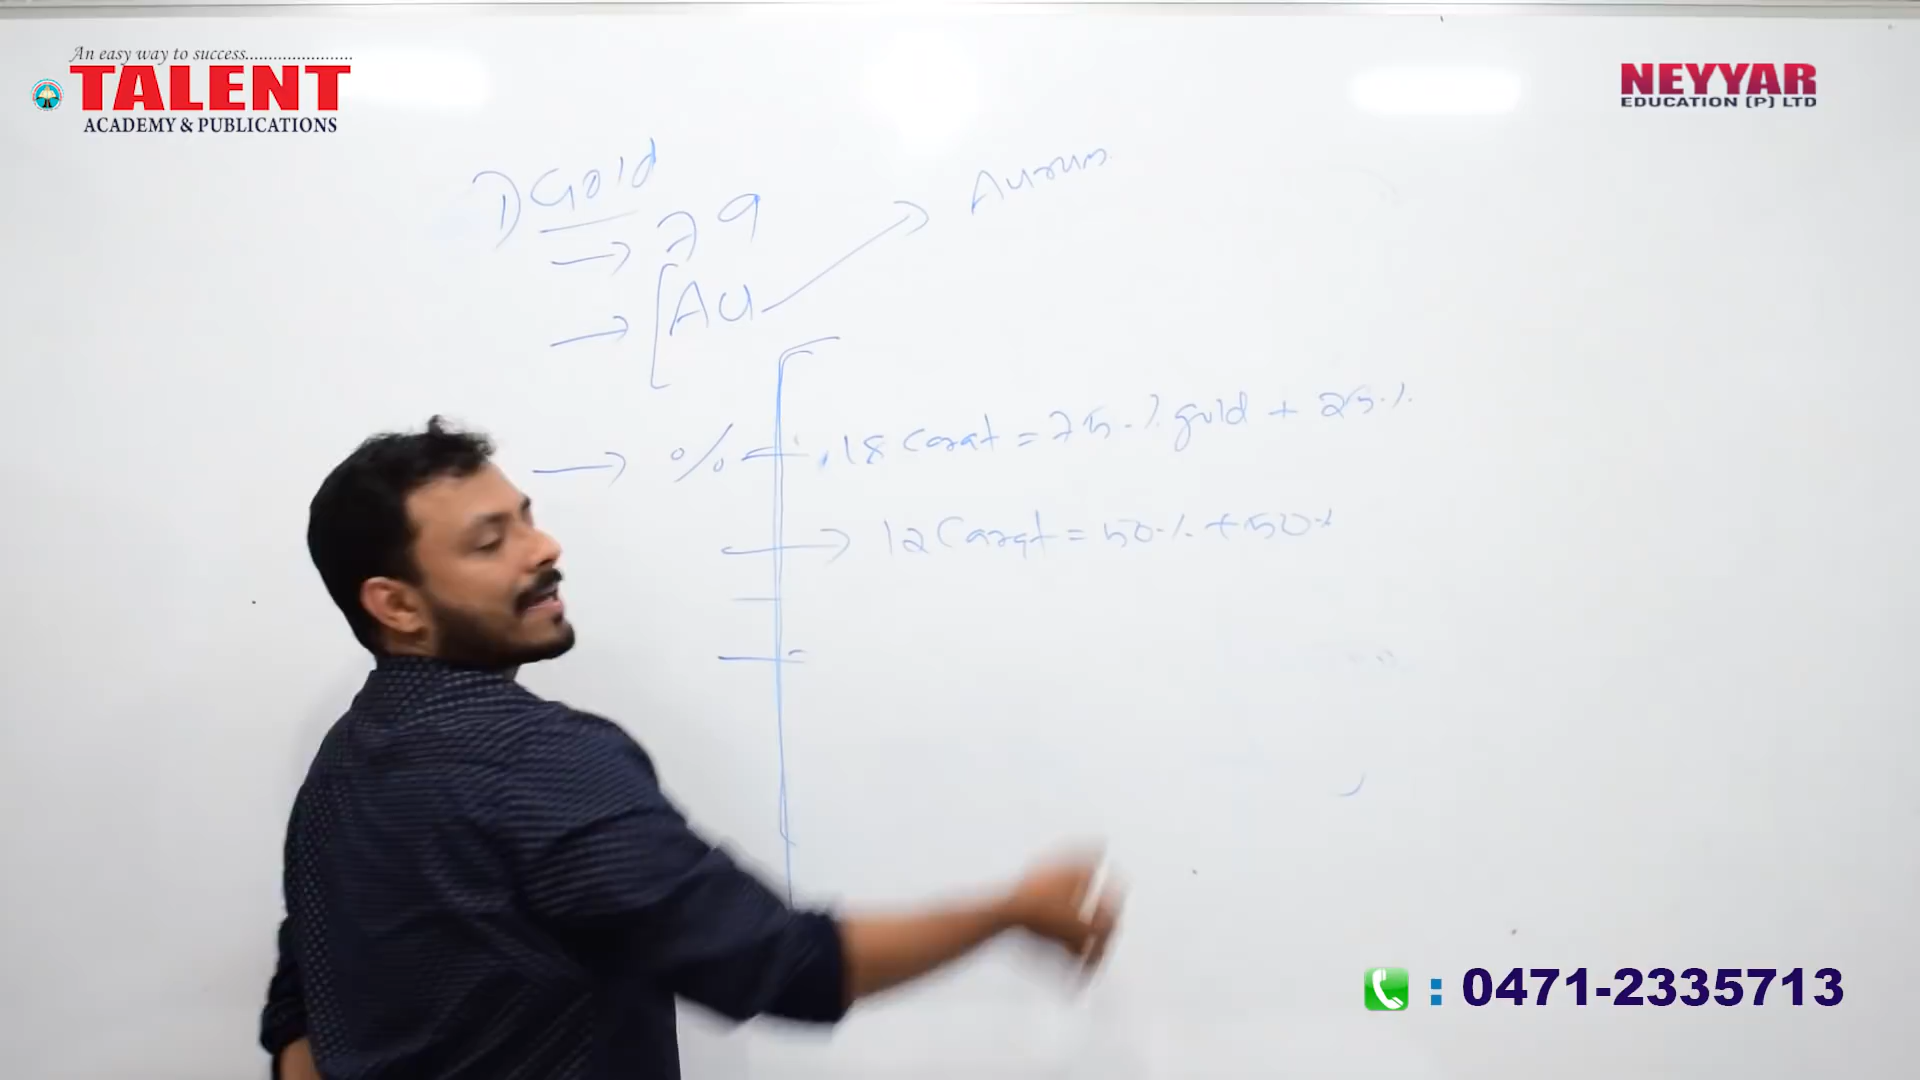 An easy way to success......................
TALENT
ACADEMY & PUBLICATIONS
NEYYAR
EDUCATION (P) LTD
1) Gold
→ 79
→ [AU → Aurum
→ % 18 Carat = 75% gold + 25%
→ 12 Carat = 50% + 50%
: 0471-2335713